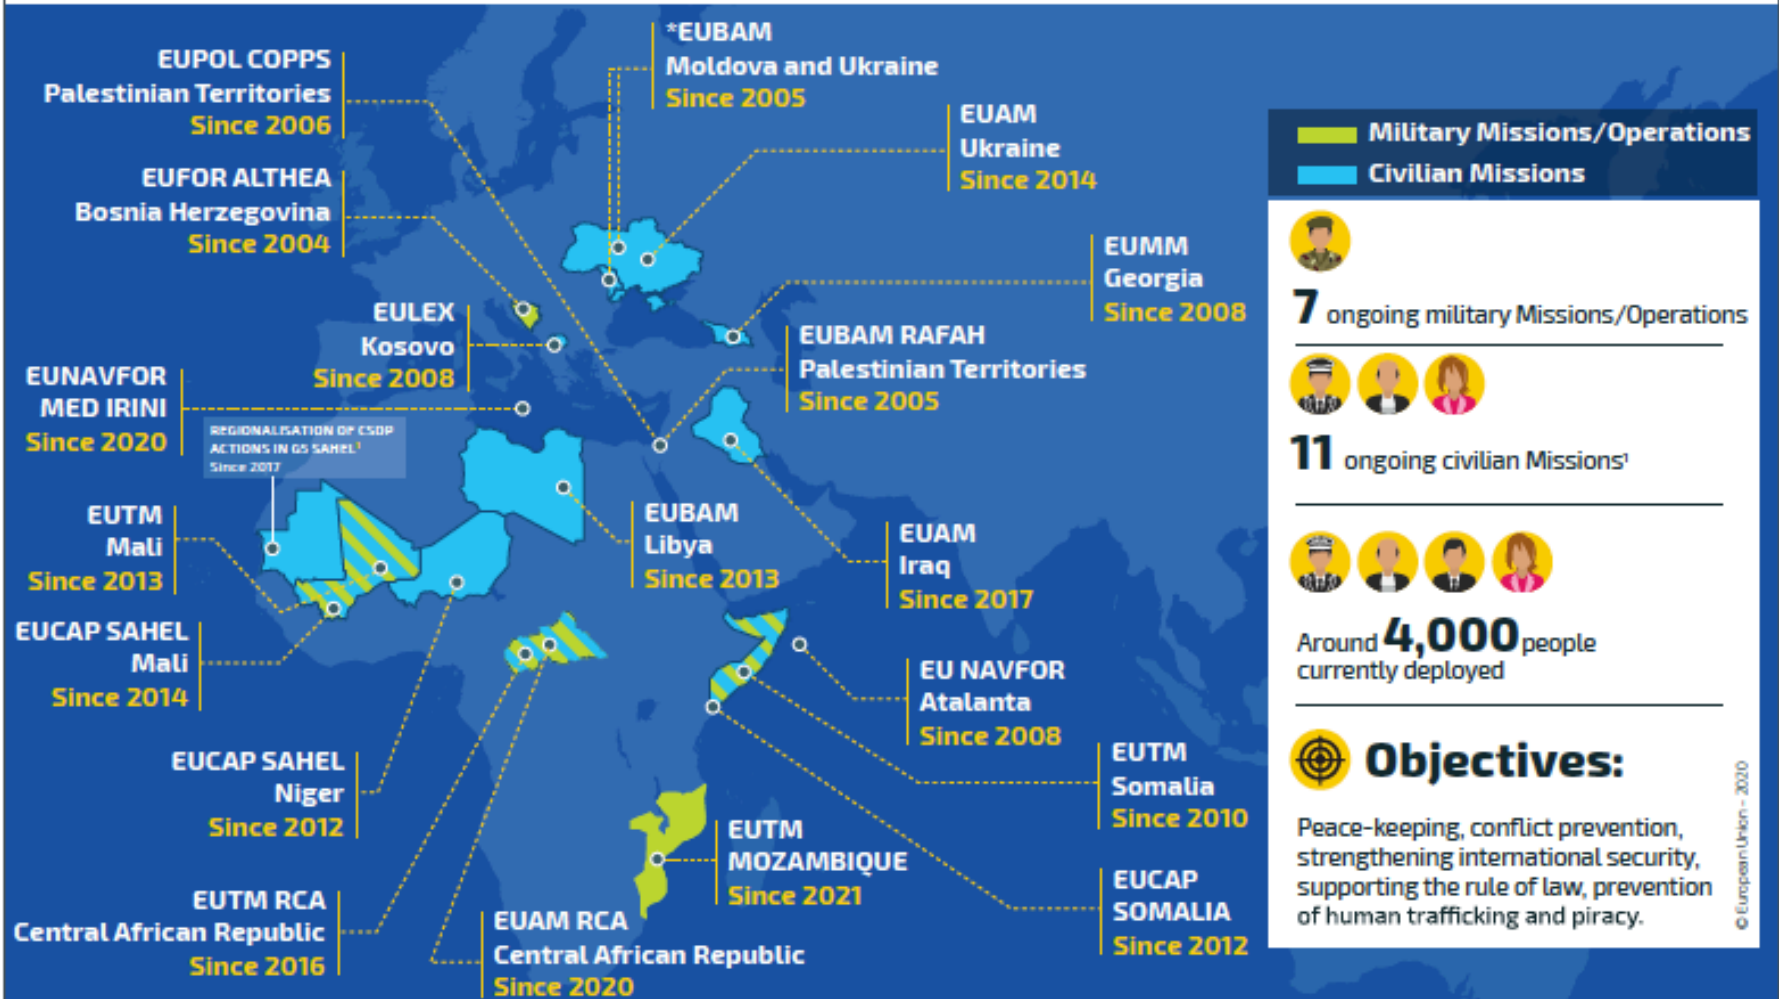 *EUBAM
Moldova and Ukraine
Since 2005
EUPOL COPPS
Palestinian Territories
Since 2006
EUAM
Ukraine
Since 2014
EUFOR ALTHEA
Bosnia Herzegovina
Since 2004
EUMM
Georgia
Since 2008
EULEX
Kosovo
Since 2008
EUBAM RAFAH
Palestinian Territories
Since 2005
EUNAVFOR
MED IRINI
Since 2020
REGIONALISATION OF CSDP
ACTIONS IN G5 SAHEL
Since 2017
EUTM
Mali
Since 2013
EUBAM
Libya
Since 2013
EUAM
Iraq
Since 2017
EUCAP SAHEL
Mali
Since 2014
EU NAVFOR
Atalanta
Since 2008
EUCAP SAHEL
Niger
Since 2012
EUTM
Somalia
Since 2010
EUTM
MOZAMBIQUE
Since 2021
EUCAP
SOMALIA
Since 2012
EUTM RCA
Central African Republic
Since 2016
EUAM RCA
Central African Republic
Since 2020
Military Missions/Operations
Civilian Missions
7 ongoing military Missions/Operations
11 ongoing civilian Missions¹
Around 4,000 people
currently deployed
Objectives:
Peace-keeping, conflict prevention,
strengthening international security,
supporting the rule of law, prevention
of human trafficking and piracy.
© European Union – 2020